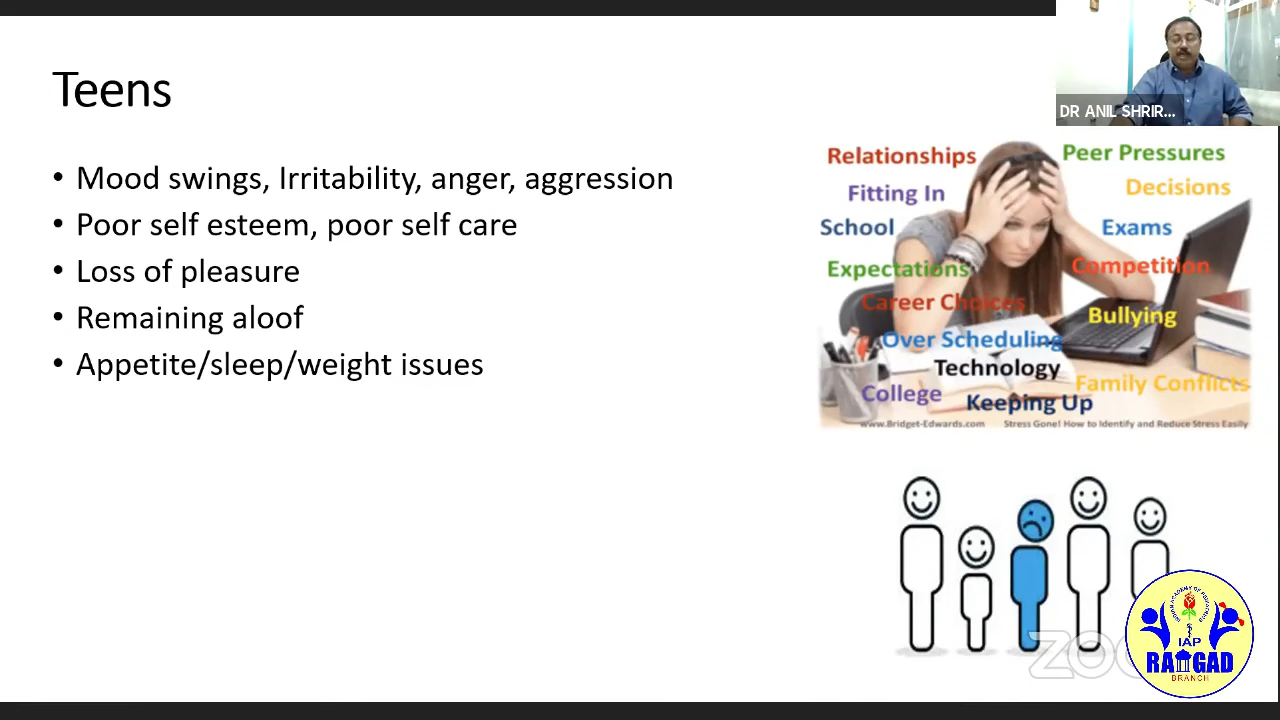 Teens
• Mood swings, Irritability, anger, aggression
• Poor self esteem, poor self care
• Loss of pleasure
• Remaining aloof
• Appetite/sleep/weight issues
DR ANIL SHRIR...
Relationships
Peer Pressures
Fitting In
Decisions
School
Exams
Expectations
Competition
Career Choices
Bullying
Over Scheduling
Technology
Family Conflicts
College
Keeping Up
www.Bridget-Edwards.com
Stress Gone! How to Identify and Reduce Stress Easily
IAP
RAIGAD
BRANCH